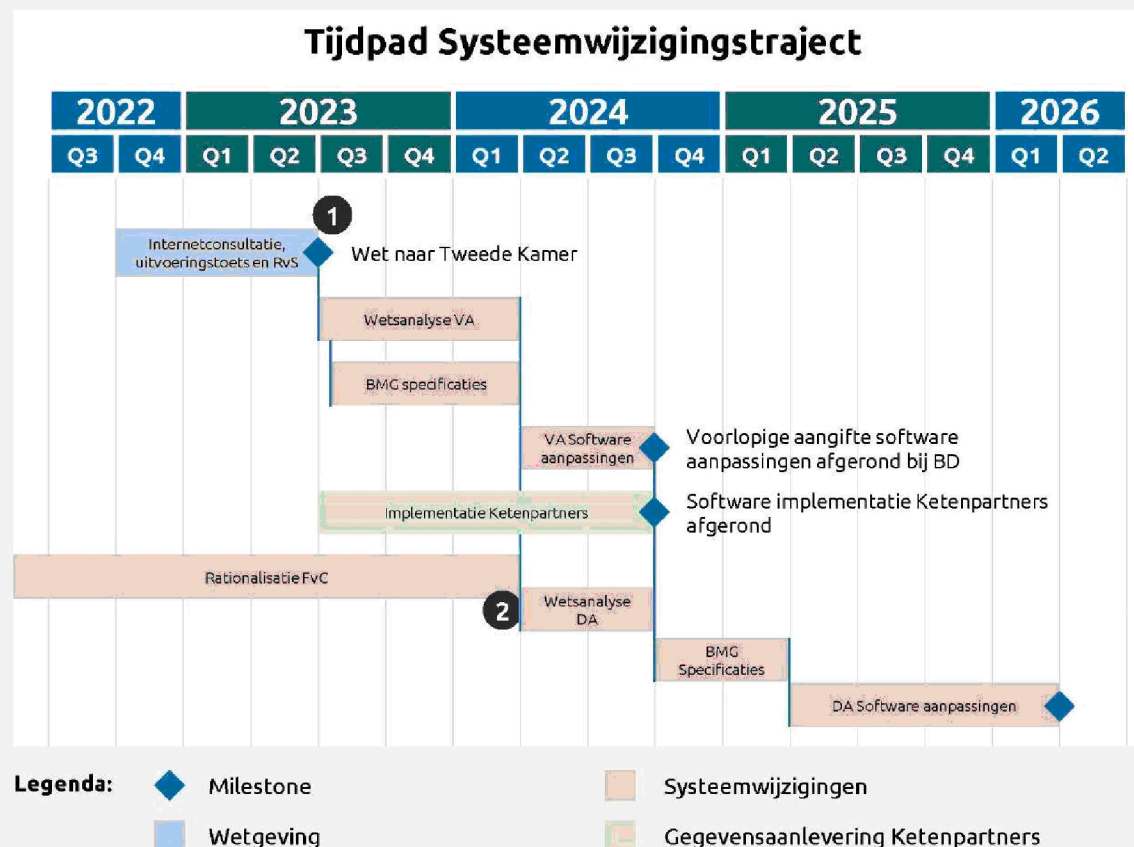 Tijdpad Systeemwijzigingstraject
2022 2023 2024 2025 2026
Q3 Q4 Q1 Q2 Q3 Q4 Q1 Q2 Q3 Q4 Q1 Q2 Q3 Q4 Q1 Q2
1
Internetconsultatie,
uitvoeringstoets en RvS
Wet naar Tweede Kamer
Wetsanalyse VA
BMG specificaties
VA Software
aanpassingen
Voorlopige aangifte software
aanpassingen afgerond bij BD
Implementatie Ketenpartners
Software implementatie Ketenpartners
afgerond
Rationalisatie FvC
2
Wetsanalyse
DA
BMG
Specificaties
DA Software aanpassingen
Legenda:
Milestone
Systeemwijzigingen
Wetgeving
Gegevensaanlevering Ketenpartners